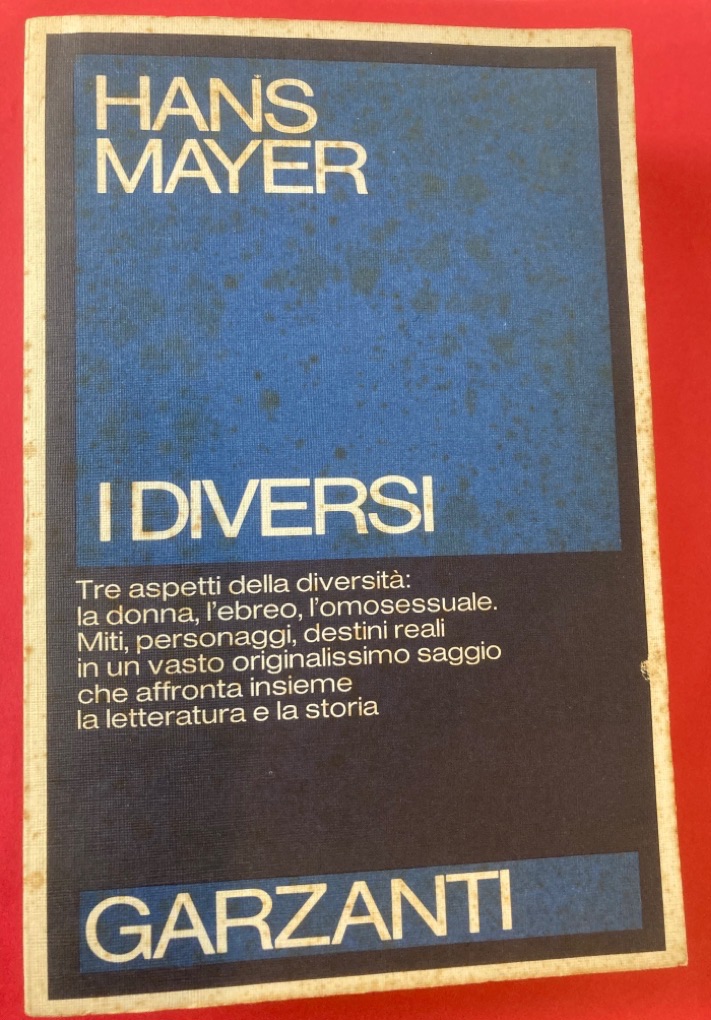 HANS
MAYER
I DIVERSI
Tre aspetti della diversità:
la donna, l'ebreo, l'omosessuale.
Miti, personaggi, destini reali
in un vasto originalissimo saggio
che affronta insieme
la letteratura e la storia
GARZANTI